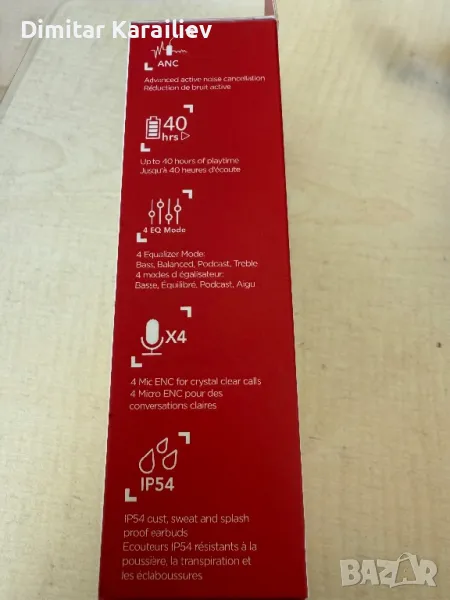 Dimitar Karailiev
ANC
Advanced active noise cancellation
Réduction de bruit active
40
hrs
Up to 40 hours of playtime
Jusqu'à 40 heures d'écoute
4 EQ Mode
4 Equalizer Mode:
Bass, Balanced, Podcast, Treble
4 modes d égalisateur:
Basse, Équilibré, Podcast, Aigu
X4
4 Mic ENC for crystal clear calls
4 Micro ENC pour des
conversations claires
IP54
IP54 dust, sweat and splash
proof earbuds
Écouteurs IP54 résistants à la
poussière, la transpiration et
les éclaboussures
BAZAR